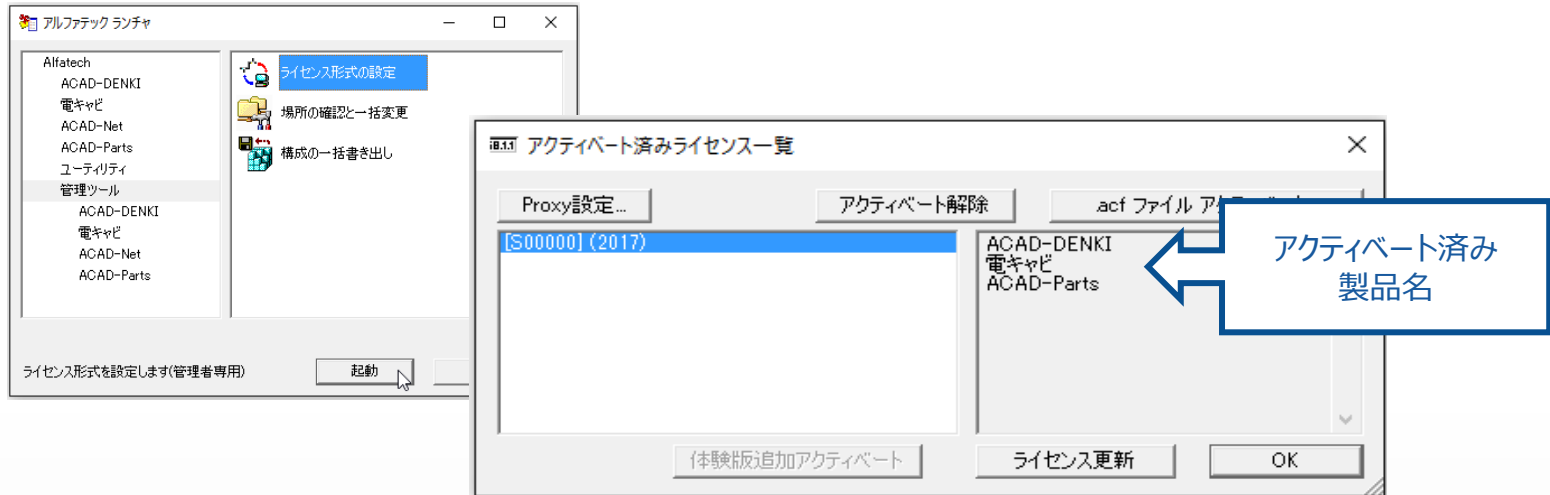 アルファテック ランチャ
Alfatech
ACAD-DENKI
電キャビ
ACAD-Net
ACAD-Parts
ユーティリティ
管理ツール
ACAD-DENKI
電キャビ
ACAD-Net
ACAD-Parts
ライセンス形式の設定
場所の確認と一括変更
構成の一括書き出し
ライセンス形式を設定します(管理者専用)
起動
i8.1.1 アクティベート済みライセンス一覧
Proxy設定...
アクティベート解除
.acf ファイル
[S00000] (2017)
ACAD-DENKI
電キャビ
ACAD-Parts
アクティベート済み
製品名
体験版追加アクティベート
ライセンス更新
OK